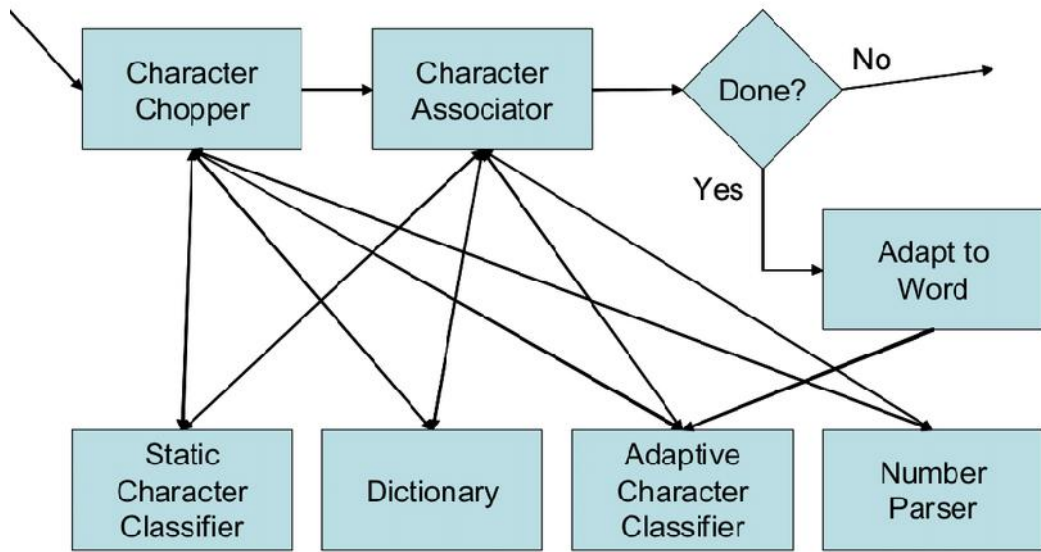 Character
Chopper
Character
Associator
Done?
No
Yes
Adapt to
Word
Static
Character
Classifier
Dictionary
Adaptive
Character
Classifier
Number
Parser